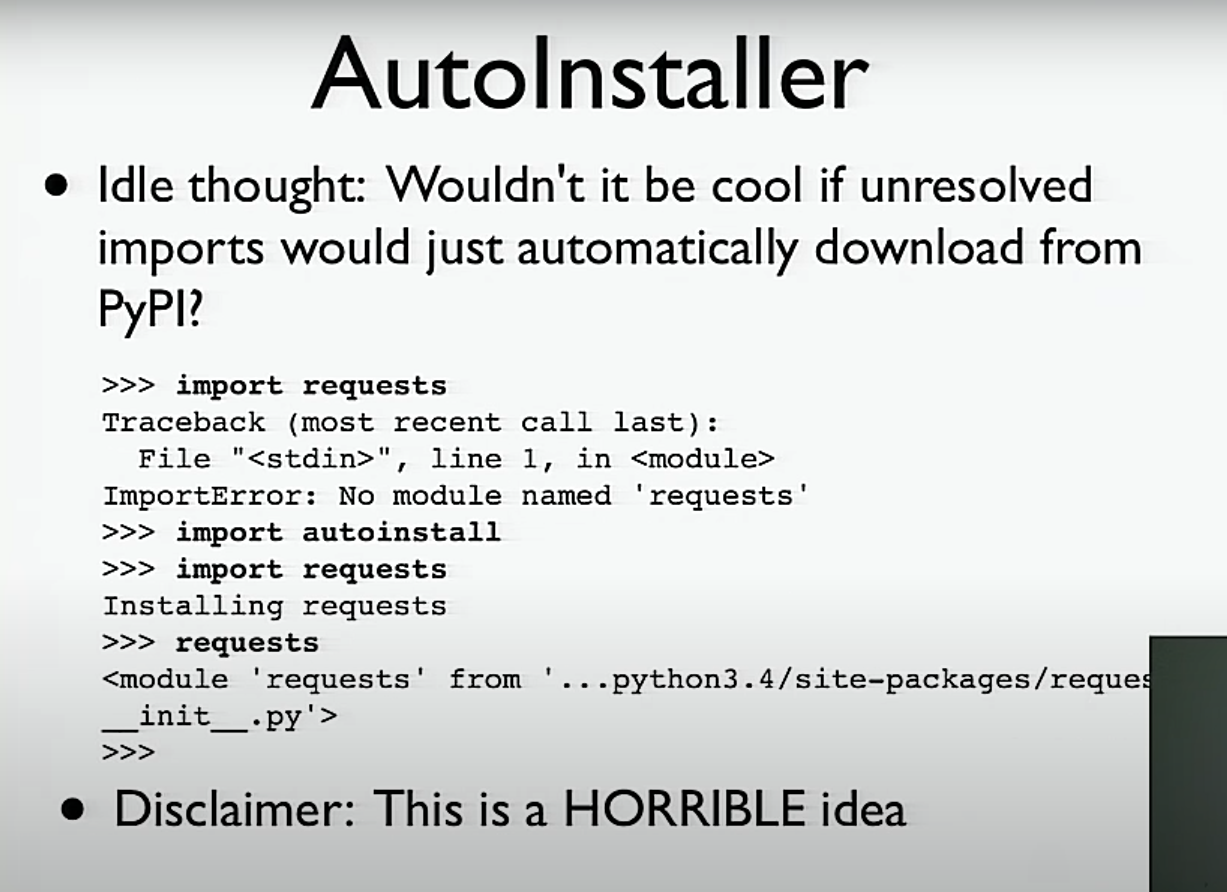 AutoInstaller
• Idle thought: Wouldn't it be cool if unresolved
imports would just automatically download from
PyPI?
>>> import requests
Traceback (most recent call last):
  File "<stdin>", line 1, in <module>
ImportError: No module named 'requests'
>>> import autoinstall
>>> import requests
Installing requests
>>> requests
<module 'requests' from '...python3.4/site-packages/reques
__init__.py'>
>>>
• Disclaimer: This is a HORRIBLE idea